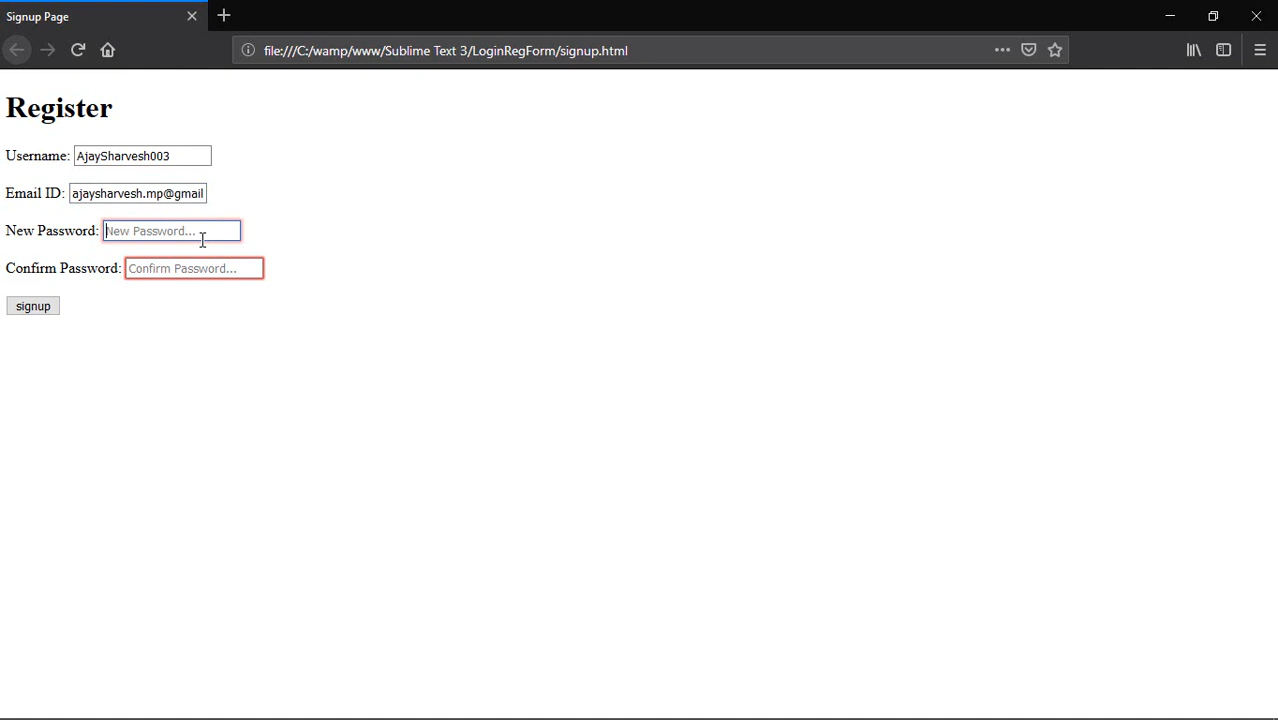 Signup Page
file:///C:/wamp/www/Sublime Text 3/LoginRegForm/signup.html
Register
Username: AjaySharvesh003
Email ID: ajaysharvesh.mp@gmail
New Password: New Password...
Confirm Password: Confirm Password...
signup